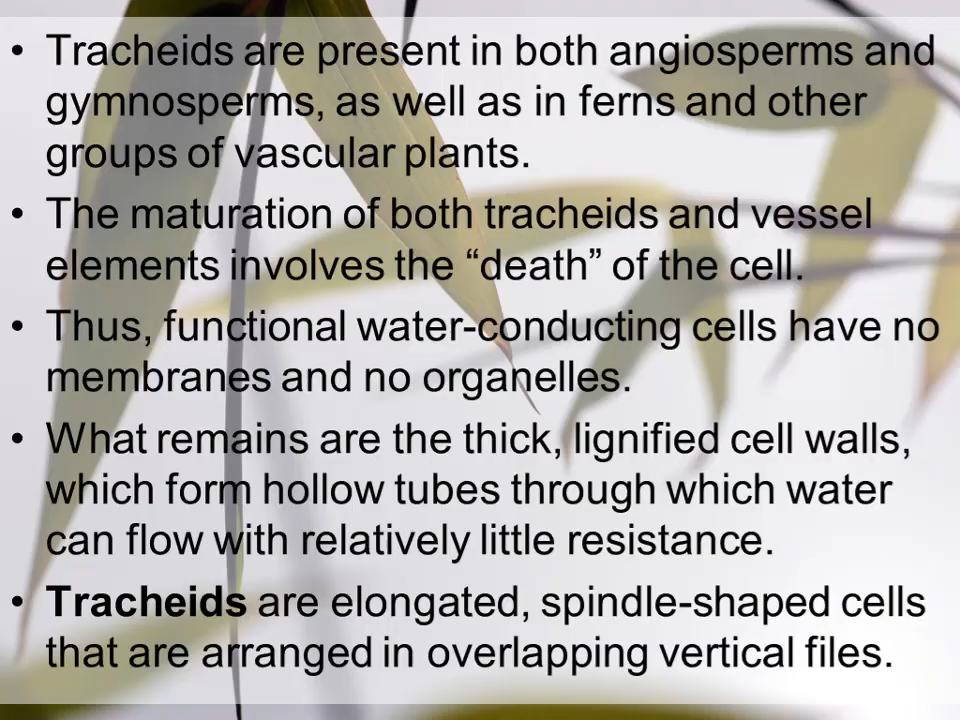 • Tracheids are present in both angiosperms and
gymnosperms, as well as in ferns and other
groups of vascular plants.
• The maturation of both tracheids and vessel
elements involves the “death” of the cell.
• Thus, functional water-conducting cells have no
membranes and no organelles.
• What remains are the thick, lignified cell walls,
which form hollow tubes through which water
can flow with relatively little resistance.
• Tracheids are elongated, spindle-shaped cells
that are arranged in overlapping vertical files.